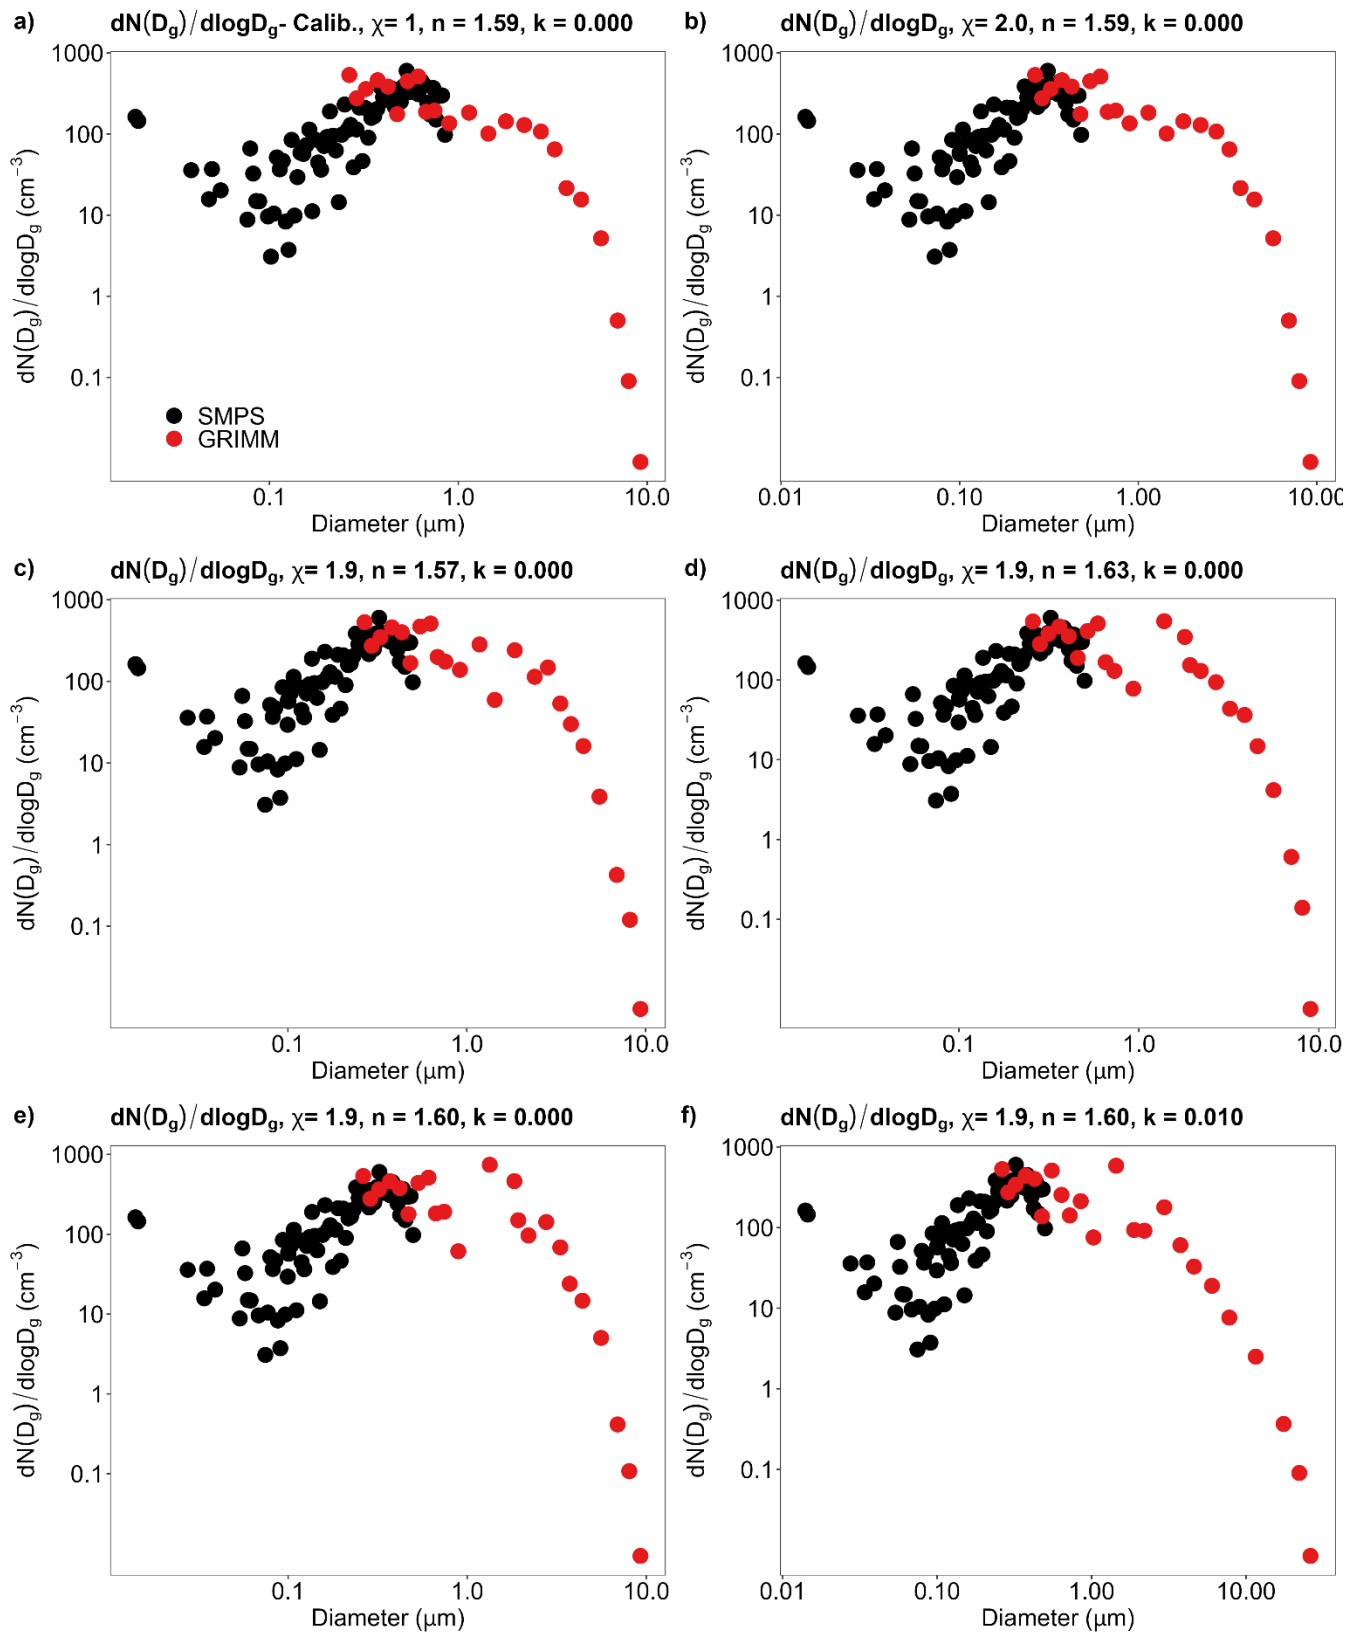 a) dN(Dg)/dlogDg- Calib., χ= 1, n = 1.59, k = 0.000
1000
100
10
1
0.1
dN(Dg)/dlogDg (cm−3)
SMPS
GRIMM
0.1 1.0 10.0
Diameter (µm)
b) dN(Dg)/dlogDg, χ= 2.0, n = 1.59, k = 0.000
1000
100
10
1
0.1
dN(Dg)/dlogDg (cm−3)
0.01 0.10 1.00 10.00
Diameter (µm)
c) dN(Dg)/dlogDg, χ= 1.9, n = 1.57, k = 0.000
1000
100
10
1
0.1
dN(Dg)/dlogDg (cm−3)
0.1 1.0 10.0
Diameter (µm)
d) dN(Dg)/dlogDg, χ= 1.9, n = 1.63, k = 0.000
1000
100
10
1
0.1
dN(Dg)/dlogDg (cm−3)
0.1 1.0 10.0
Diameter (µm)
e) dN(Dg)/dlogDg, χ= 1.9, n = 1.60, k = 0.000
1000
100
10
1
0.1
dN(Dg)/dlogDg (cm−3)
0.1 1.0 10.0
Diameter (µm)
f) dN(Dg)/dlogDg, χ= 1.9, n = 1.60, k = 0.010
1000
100
10
1
0.1
dN(Dg)/dlogDg (cm−3)
0.01 0.10 1.00 10.00
Diameter (µm)